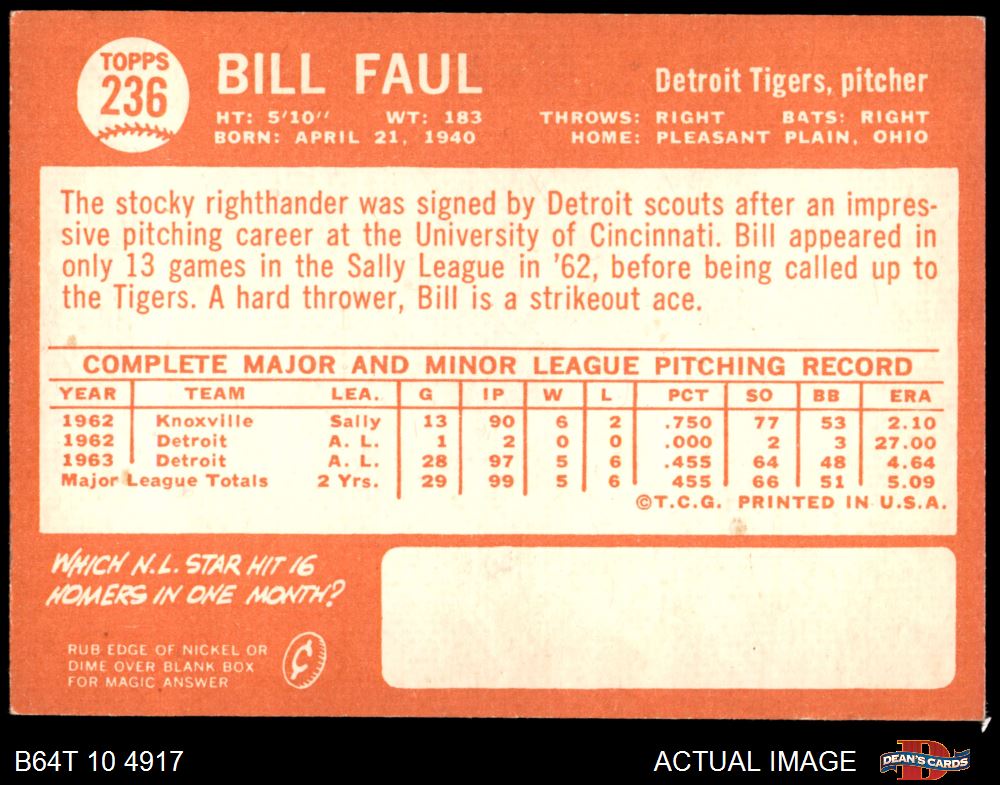 TOPPS
236
BILL FAUL
Detroit Tigers, pitcher
HT: 5'10" WT: 183 THROWS: RIGHT BATS: RIGHT
BORN: APRIL 21, 1940 HOME: PLEASANT PLAIN, OHIO
The stocky righthander was signed by Detroit scouts after an impres-
sive pitching career at the University of Cincinnati. Bill appeared in
only 13 games in the Sally League in '62, before being called up to
the Tigers. A hard thrower, Bill is a strikeout ace.
COMPLETE MAJOR AND MINOR LEAGUE PITCHING RECORD
YEAR TEAM LEA. G IP W L PCT SO BB ERA
1962 Knoxville Sally 13 90 6 2 .750 77 53 2.10
1962 Detroit A. L. 1 2 0 0 .000 2 3 27.00
1963 Detroit A. L. 28 97 5 6 .455 64 48 4.64
Major League Totals 2 Yrs. 29 99 5 6 455 66 51 5.09
©T.C.G. PRINTED IN U.S.A.
WHICH N.L. STAR HIT 16
HOMERS IN ONE MONTH?
RUB EDGE OF NICKEL OR
DIME OVER BLANK BOX
FOR MAGIC ANSWER
¢
B64T 10 4917 ACTUAL IMAGE
D
DEAN'S CARDS